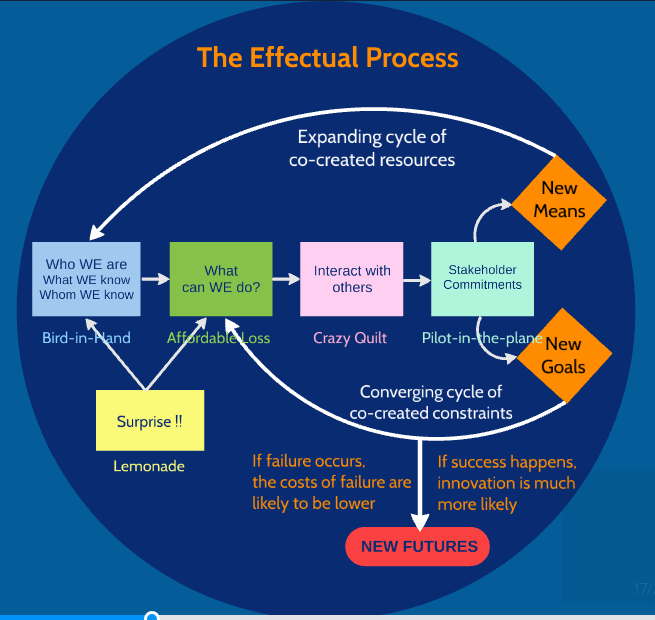 The Effectual Process
Expanding cycle of
co-created resources
New
Means
Who WE are
What WE know
Whom WE know
What
can WE do?
Interact with
others
Stakeholder
Commitments
Bird-in-Hand
Affordable Loss
Crazy Quilt
Pilot-in-the-plane
New
Goals
Surprise !!
Lemonade
Converging cycle of
co-created constraints
If failure occurs,
the costs of failure are
likely to be lower
If success happens,
innovation is much
more likely
NEW FUTURES